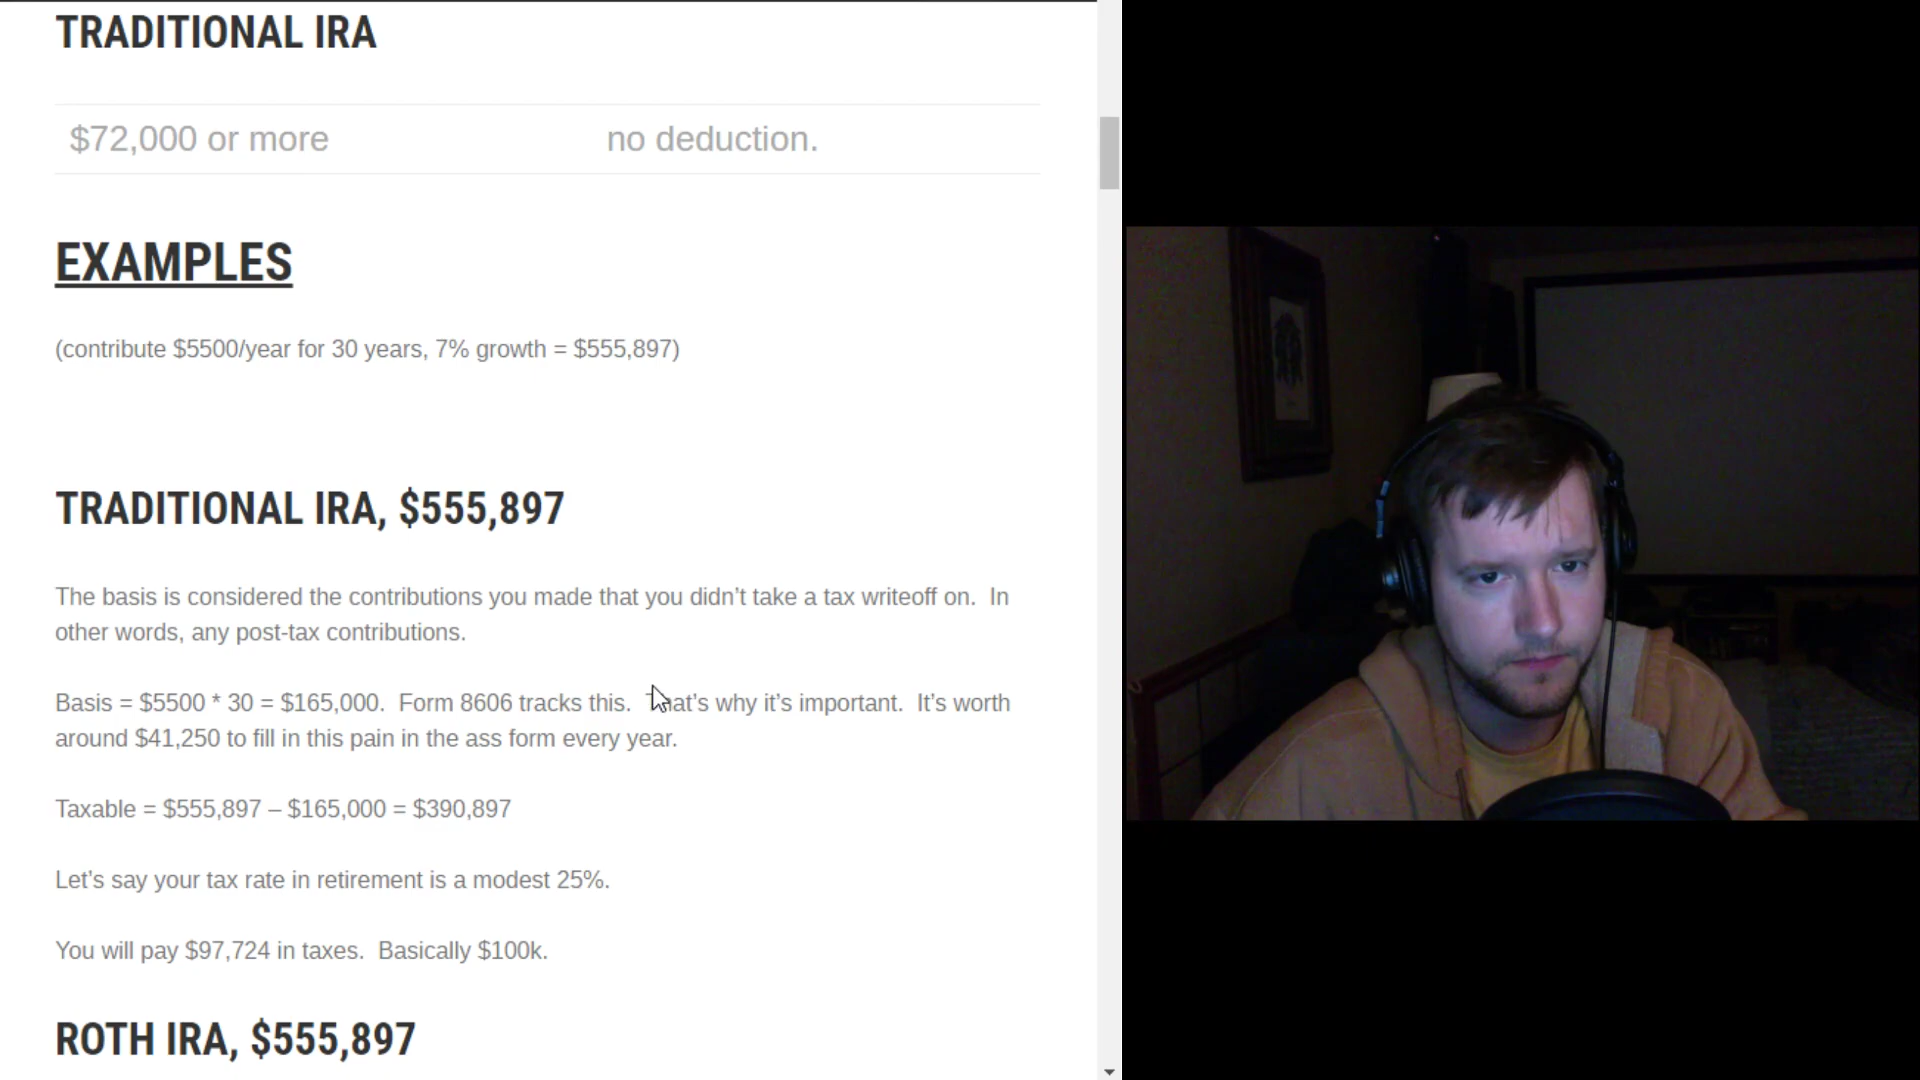 TRADITIONAL IRA
$72,000 or more no deduction.
EXAMPLES
(contribute $5500/year for 30 years, 7% growth = $555,897)
TRADITIONAL IRA, $555,897
The basis is considered the contributions you made that you didn’t take a tax writeoff on.  In
other words, any post-tax contributions.
Basis = $5500 * 30 = $165,000.  Form 8606 tracks this.  That’s why it’s important.  It’s worth
around $41,250 to fill in this pain in the ass form every year.
Taxable = $555,897 – $165,000 = $390,897
Let’s say your tax rate in retirement is a modest 25%.
You will pay $97,724 in taxes.  Basically $100k.
ROTH IRA, $555,897